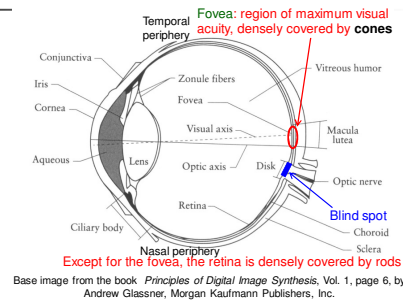 Temporal
periphery
Fovea: region of maximum visual
acuity, densely covered by cones
Conjunctiva
Zonule fibers
Vitreous humor
Iris
Fovea
Cornea
Visual axis
Macula
lutea
Aqueous
Lens
Optic axis
Disk
Optic nerve
Retina
Blind spot
Ciliary body
Choroid
Nasal periphery
Sclera
Except for the fovea, the retina is densely covered by rods
Base image from the book Principles of Digital Image Synthesis, Vol. 1, page 6, by
Andrew Glassner, Morgan Kaufmann Publishers, Inc.